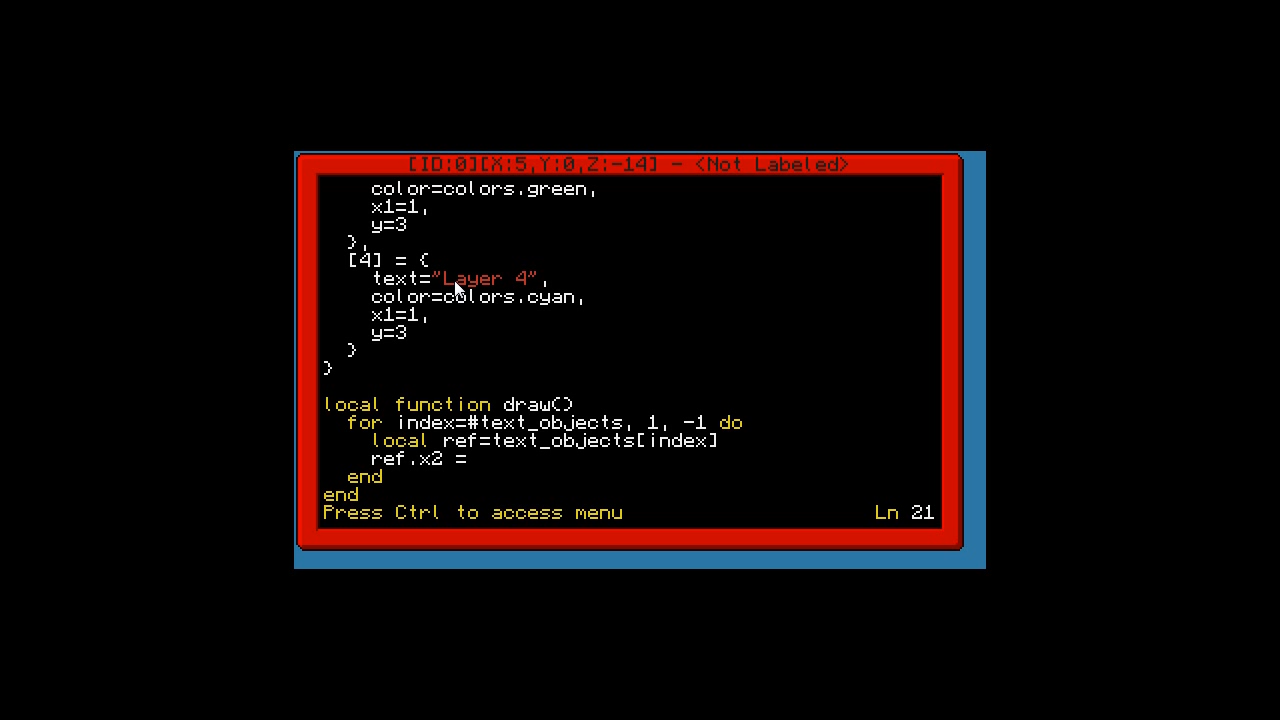 [ID:0][X:5,Y:0,Z:-14] - <Not Labeled>
color=colors.green,
x1=1,
y=3
},
[4] = {
text="Layer 4",
color=colors.cyan,
x1=1,
y=3
}
}
local function draw()
for index=#text_objects, 1, -1 do
local ref=text_objects[index]
ref.x2 =
end
end
Press Ctrl to access menu Ln 21